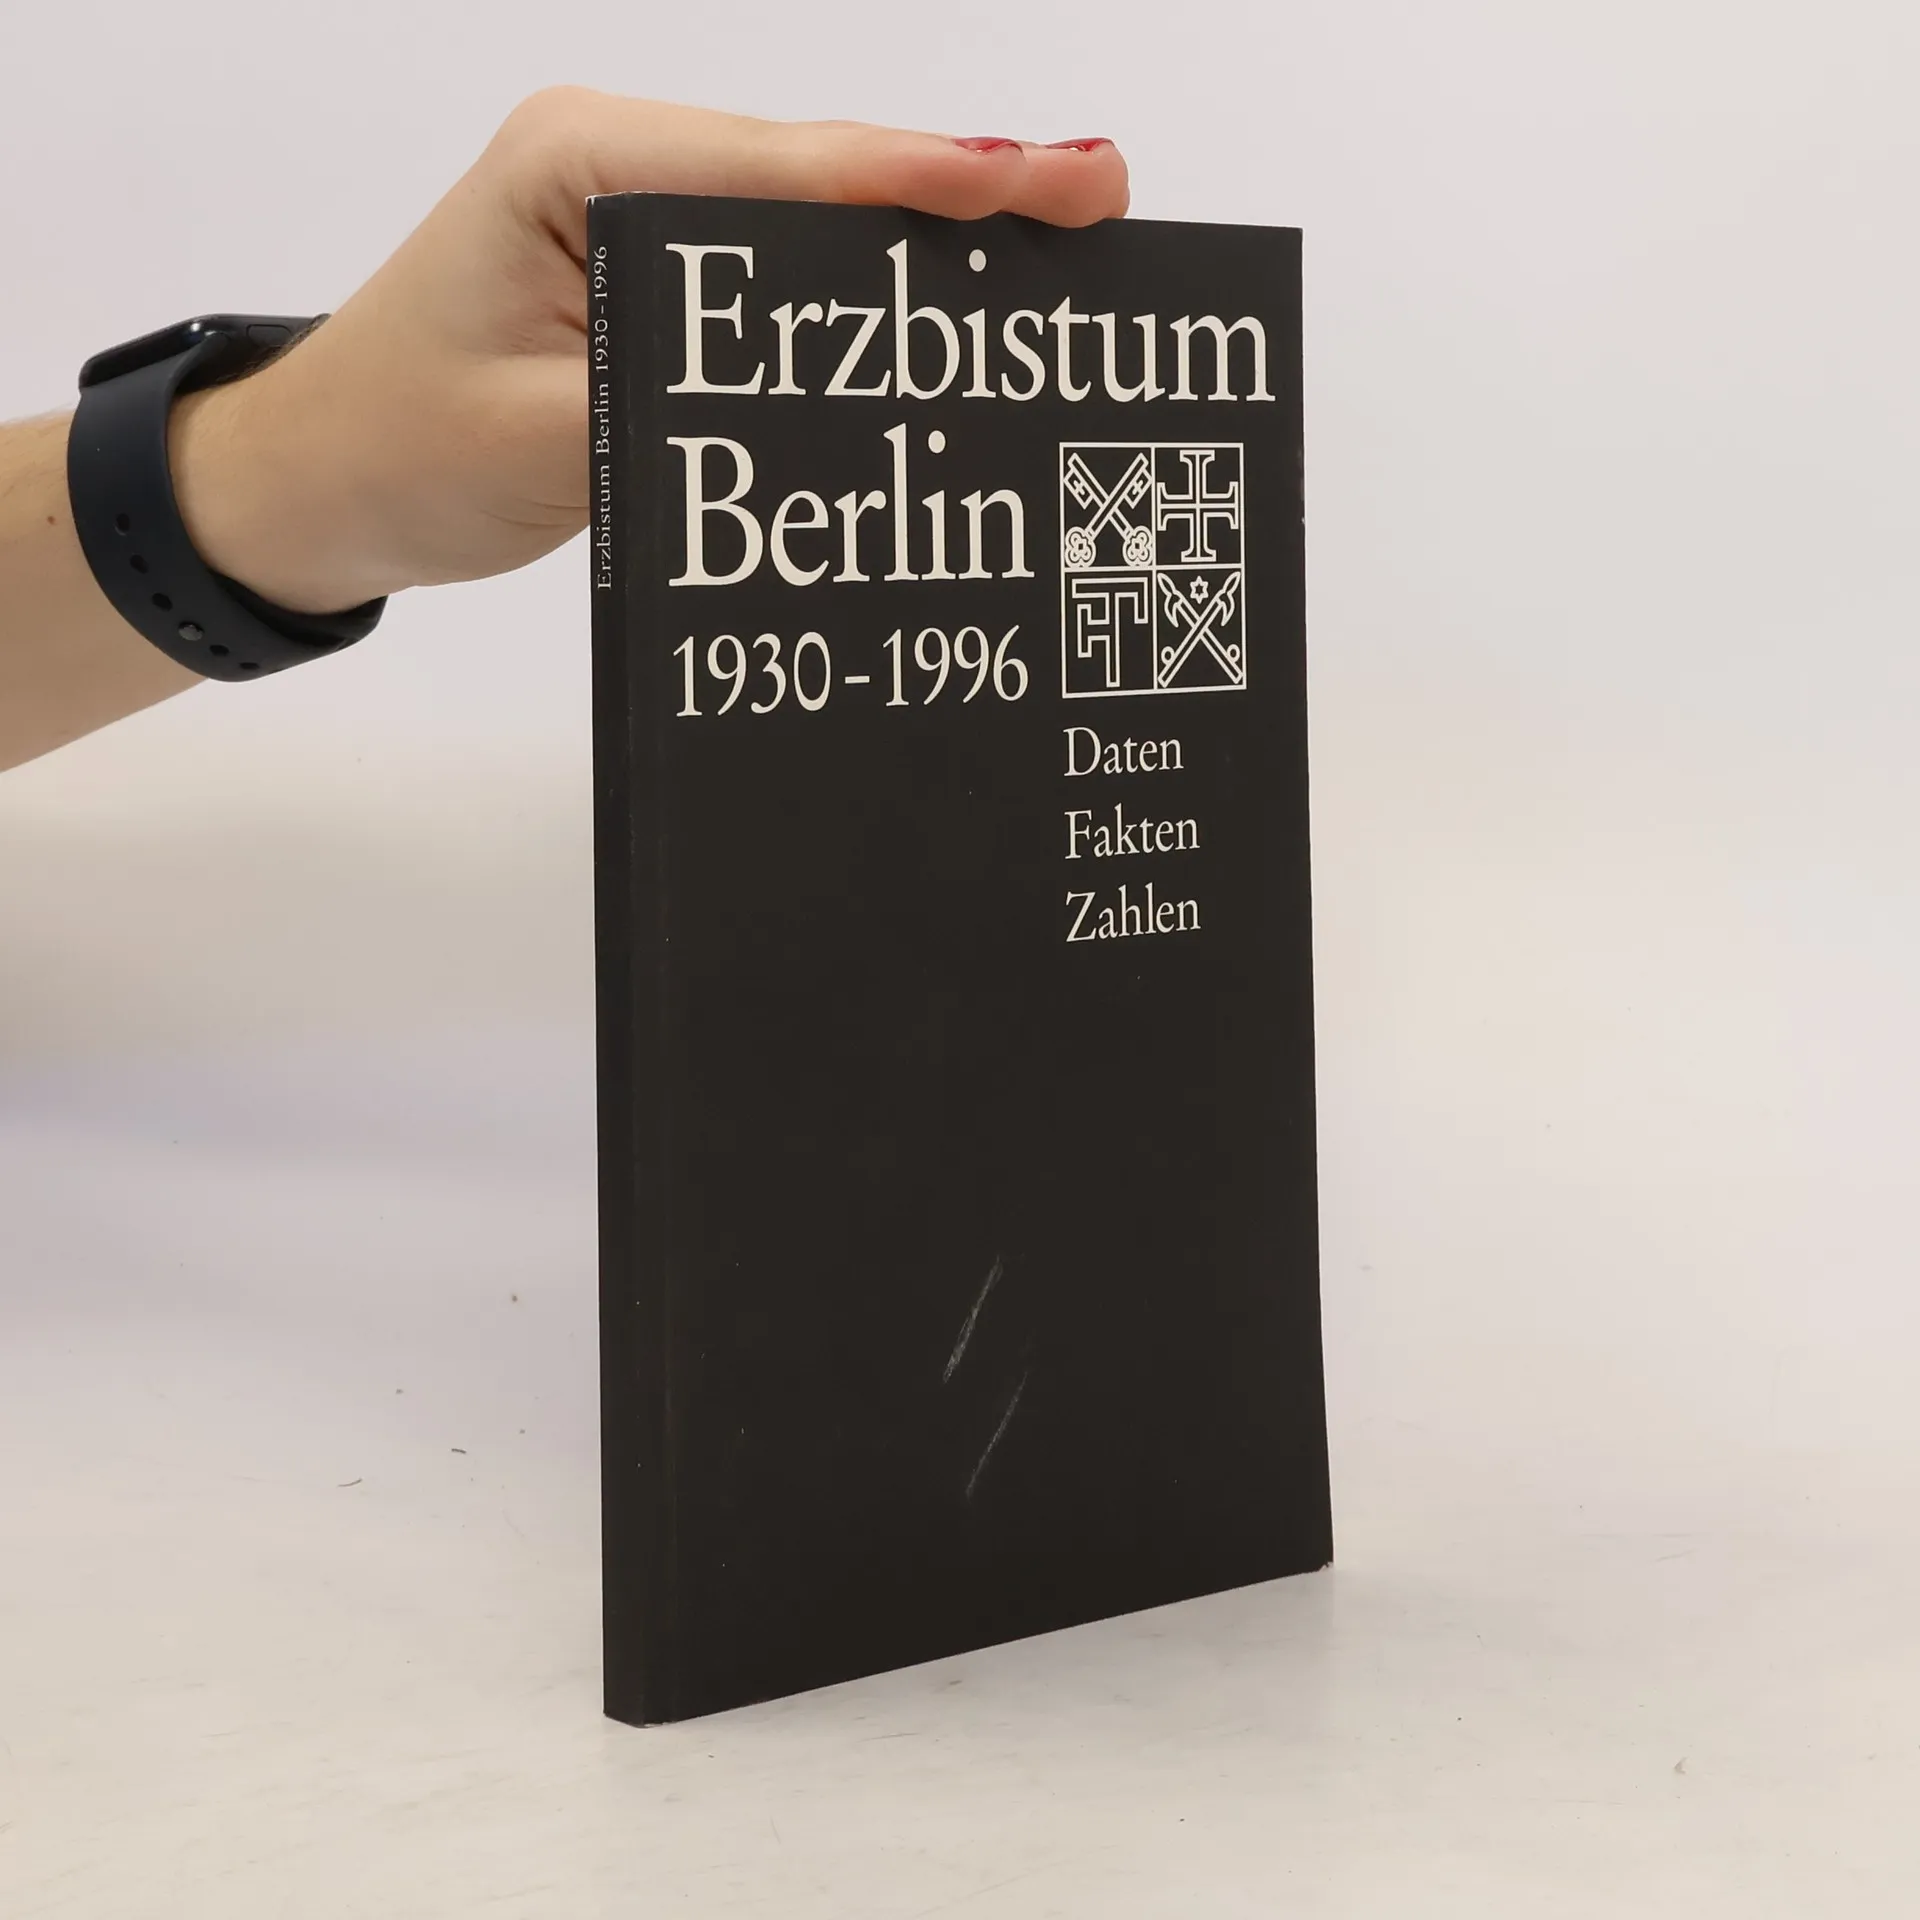 Erzbistum Berlin 1930-1996
Erzbistum
Berlin
1930-1996
Daten
Fakten
Zahlen